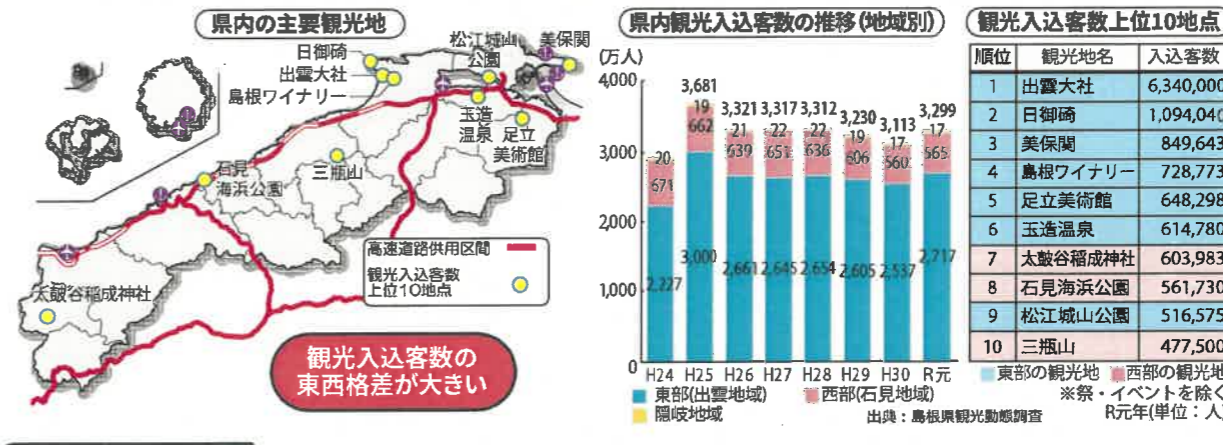 県内の主要観光地
日御碕
出雲大社
島根ワイナリー
松江城山
公園
美保関
玉造
温泉
足立
美術館
三瓶山
石見
海浜公園
太鼓谷稲成神社
高速道路供用区間
観光入込客数
上位10地点
観光入込客数の
東西格差が大きい
県内観光入込客数の推移(地域別)
(万人)
4,000
3,000
2,000
1,000
0
3,681 3,321 3,317 3,312 3,230 3,113 3,299
20 19 21 22 22 19 17 17
671 662 639 651 636 606 560 565
2,227 3,000 2,661 2,645 2,654 2,605 2,537 2,717
H24 H25 H26 H27 H28 H29 H30 R元
東部(出雲地域) 西部(石見地域)
隠岐地域
出典：島根県観光動態調査
観光入込客数上位10地点
順位 観光地名 入込客数
1 出雲大社 6,340,000
2 日御碕 1,094,04
3 美保関 849,643
4 島根ワイナリー 728,773
5 足立美術館 648,298
6 玉造温泉 614,780
7 太鼓谷稲成神社 603,983
8 石見海浜公園 561,730
9 松江城山公園 516,575
10 三瓶山 477,500
東部の観光地 西部の観光地
※祭・イベントを除く
R元年(単位：人)